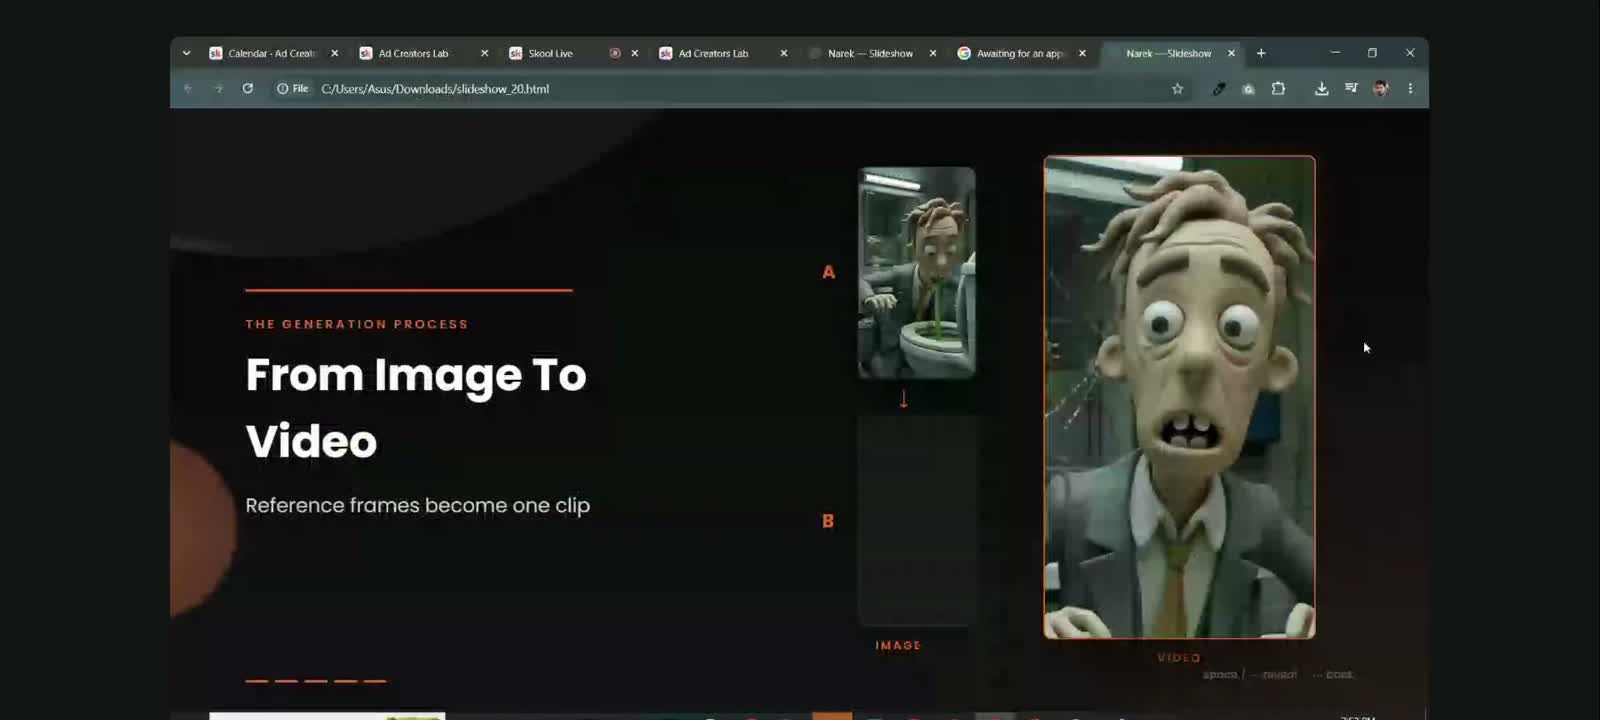 Calendar - Ad Creat
Ad Creators Lab
Skool Live
Ad Creators Lab
Narek — Slideshow
Awaiting for an app
Narek — Slideshow
File
C:/Users/Asus/Downloads/slideshow_20.html
THE GENERATION PROCESS
From Image To
Video
Reference frames become one clip
A
↓
B
IMAGE
VIDEO